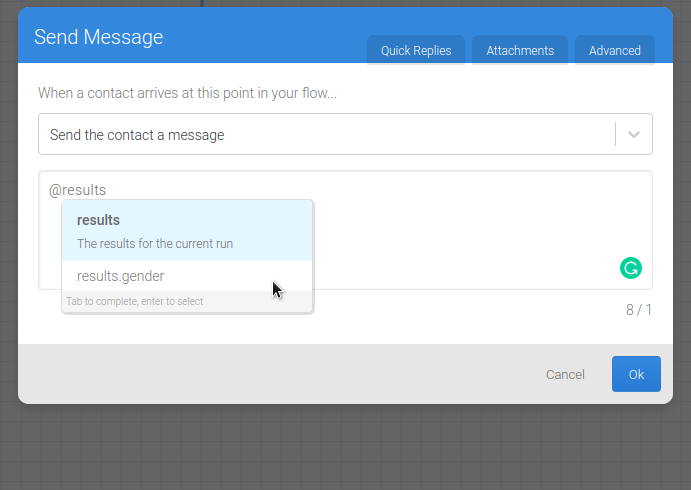 Send Message
Quick Replies
Attachments
Advanced
When a contact arrives at this point in your flow...
Send the contact a message
@results
results
The results for the current run
results.gender
Tab to complete, enter to select
8 / 1
Cancel
Ok